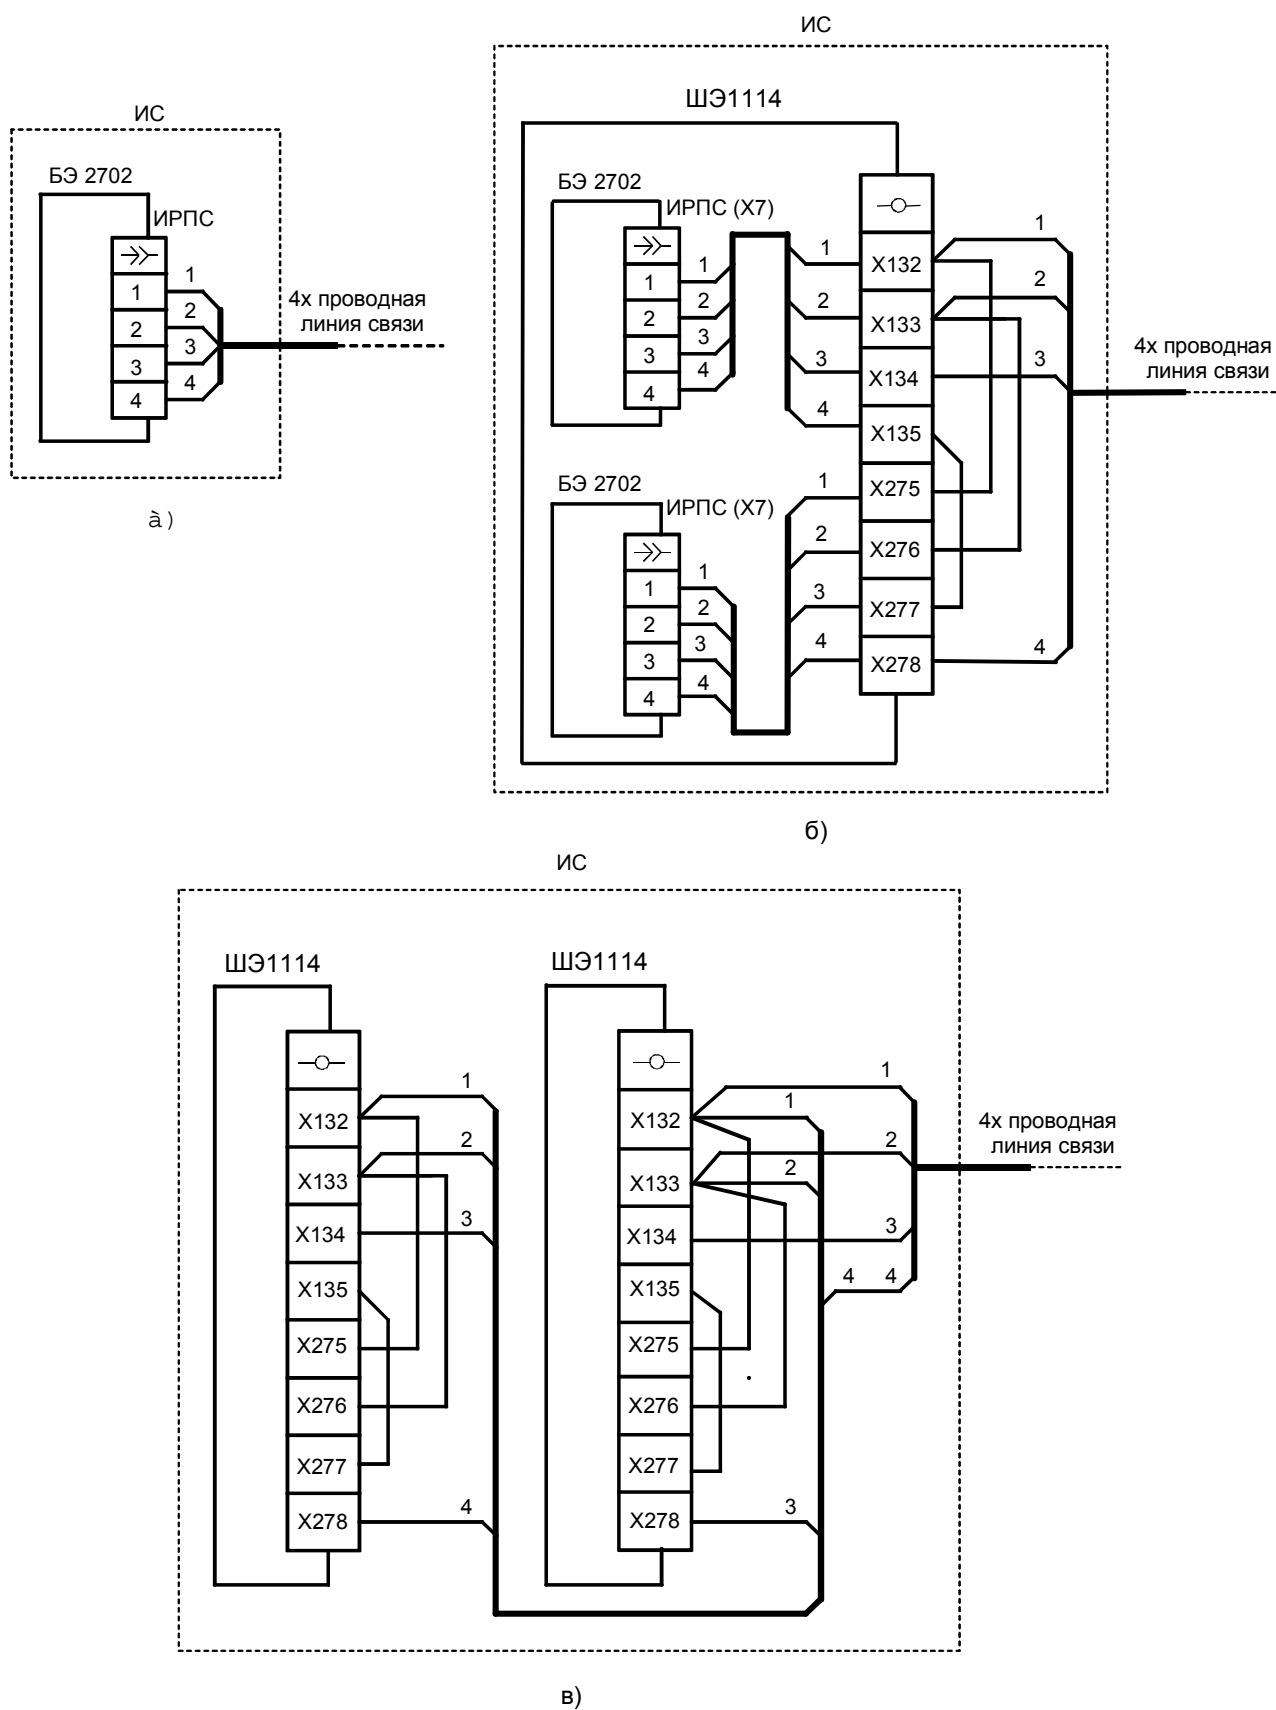 ИС
БЭ 2702
ИРПС
1
2
3
4
1
2
3
4
4х проводная
линия связи
à)
ИС
ШЭ1114
БЭ 2702
ИРПС (Х7)
1
2
3
4
1
2
3
4
БЭ 2702
ИРПС (Х7)
1
2
3
4
1
2
3
4
1
2
3
4
1
2
3
4
Х132
Х133
Х134
Х135
Х275
Х276
Х277
Х278
1
2
3
4
4х проводная
линия связи
б)
ИС
ШЭ1114
Х132
Х133
Х134
Х135
Х275
Х276
Х277
Х278
1
2
3
4
ШЭ1114
Х132
Х133
Х134
Х135
Х275
Х276
Х277
Х278
1
2
3
1
2
3
4
4
4х проводная
линия связи
в)